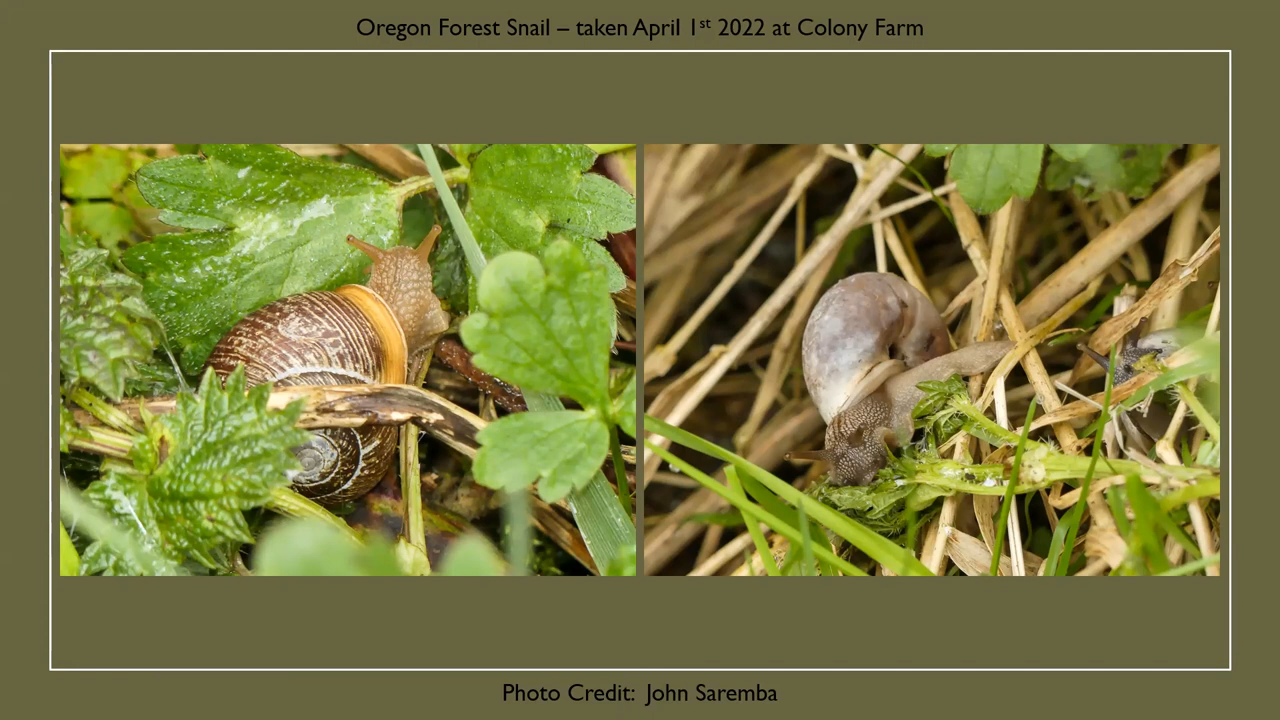 Oregon Forest Snail – taken April 1st 2022 at Colony Farm
Photo Credit: John Saremba